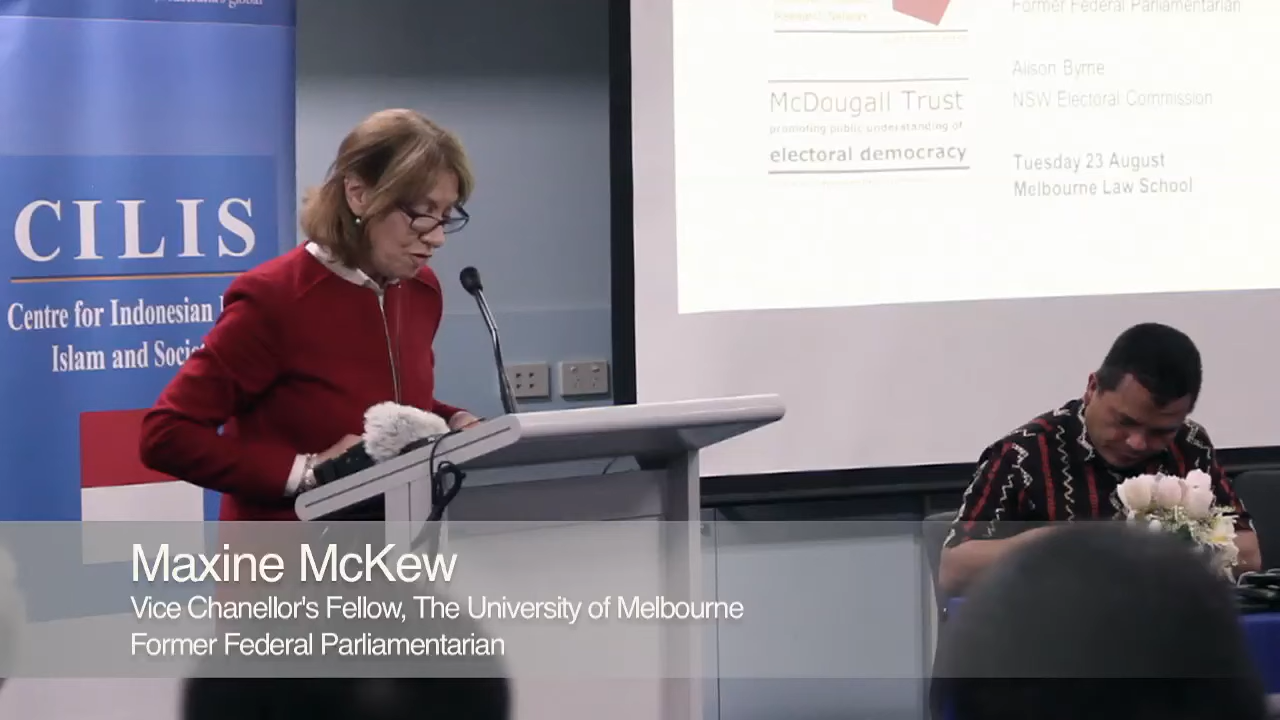 CILIS
Centre for Indonesian
Islam and Socie
Former Federal Parliamentarian
Alison Byrne
NSW Electoral Commission
McDougall Trust
promoting public understanding of
electoral democracy
Tuesday 23 August
Melbourne Law School
Maxine McKew
Vice Chanellor's Fellow, The University of Melbourne
Former Federal Parliamentarian